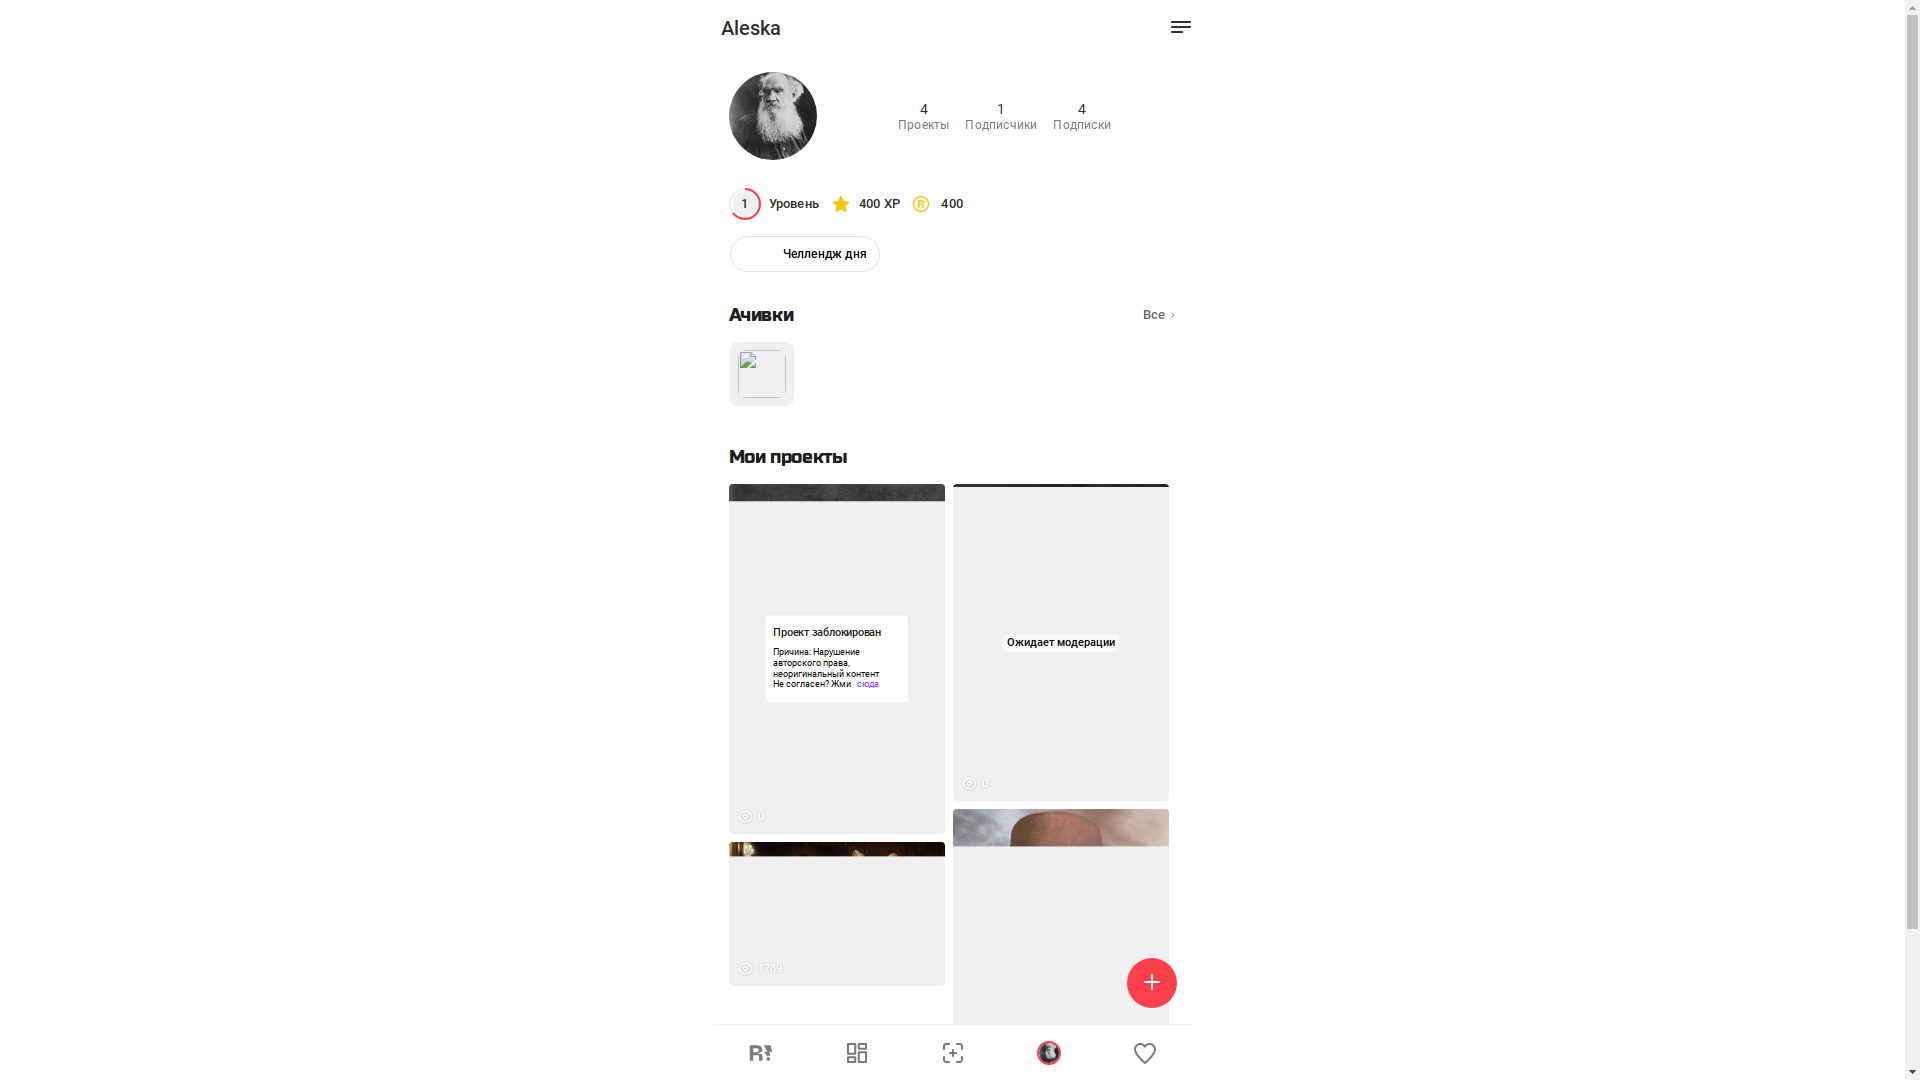 Aleska
4
Проекты
1
Подписчики
4
Подписки
1
Уровень
400 XP
R
400
Челлендж дня
Ачивки
Все
Мои проекты
Проект заблокирован
Причина: Нарушение
авторского права,
неоригинальный контент
Не согласен? Жми сюда
Ожидает модерации
0
0
1789
R!